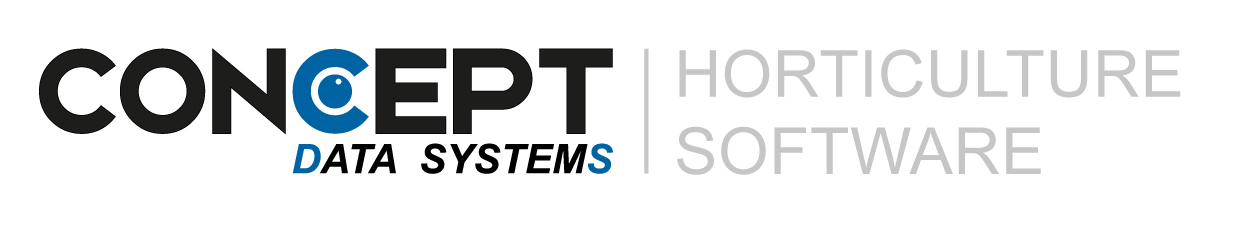 CONCEPT
DATA SYSTEMS
HORTICULTURE
SOFTWARE